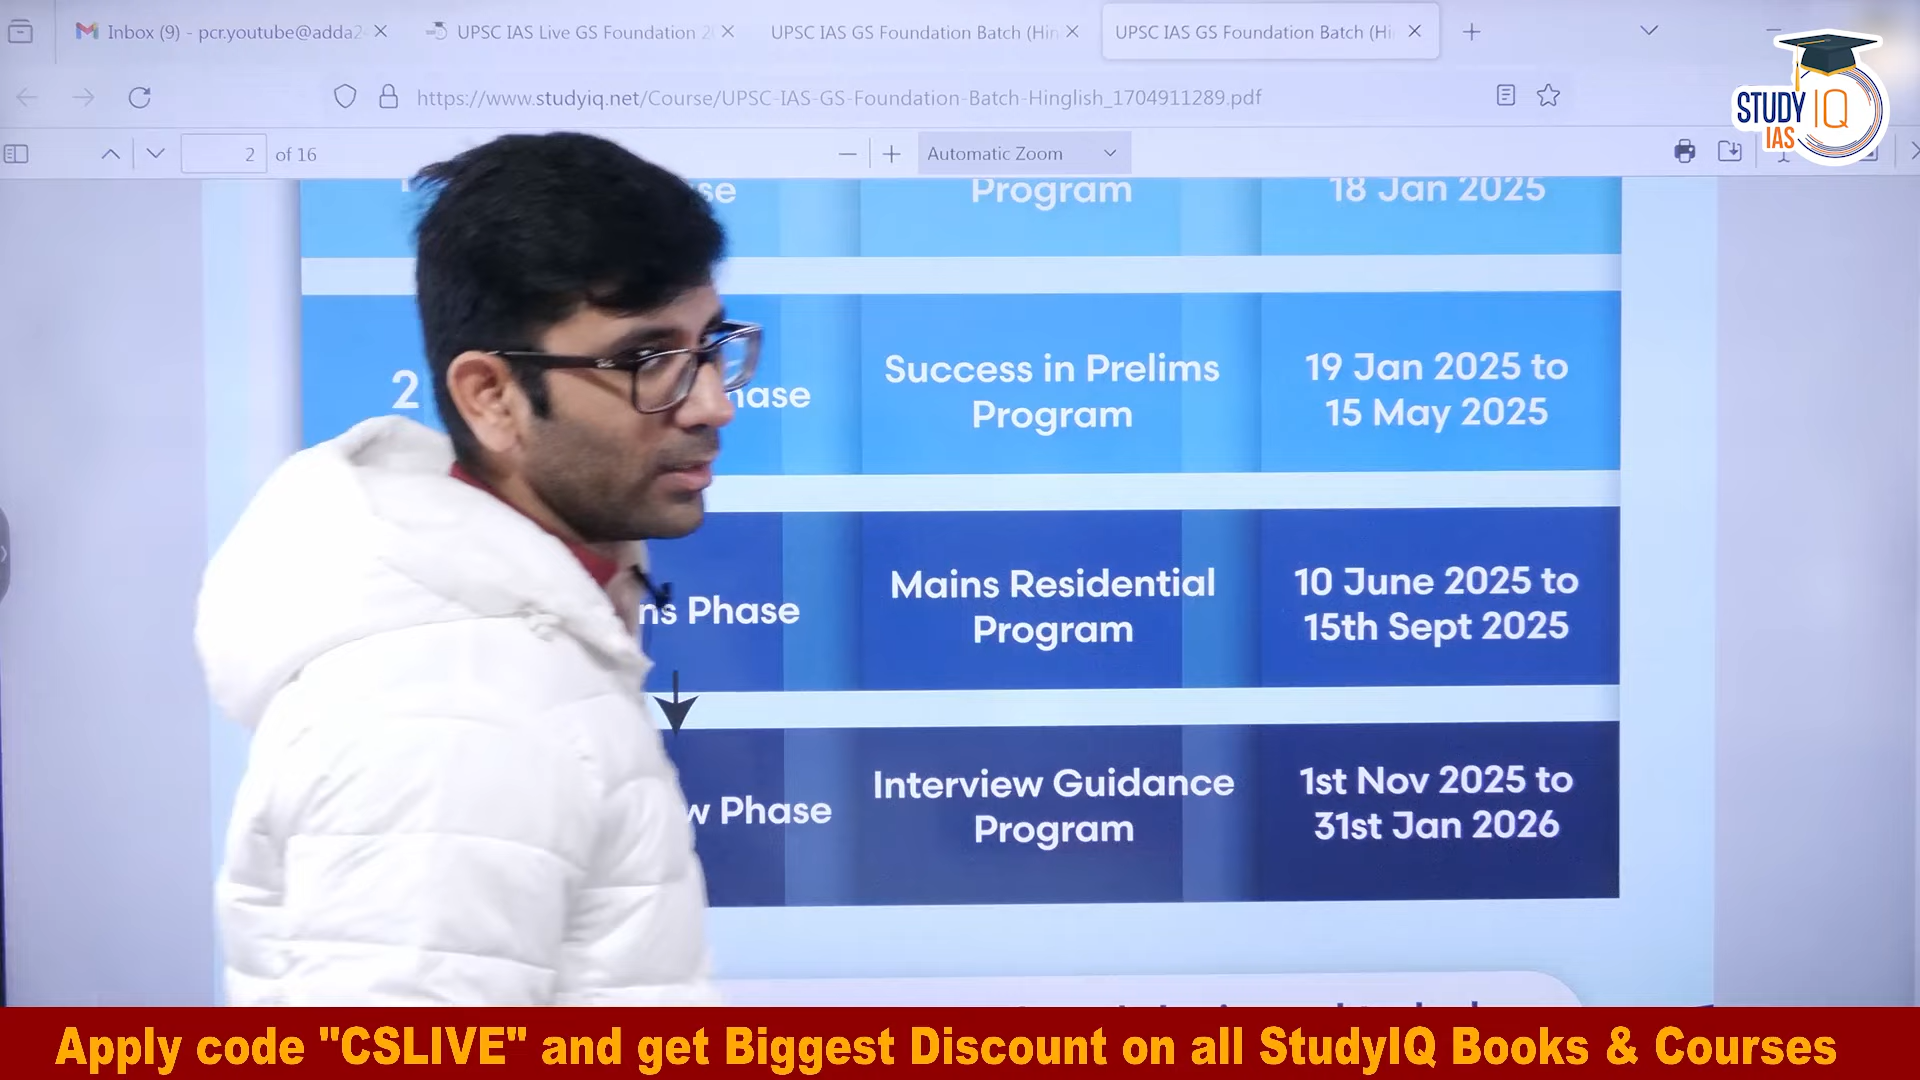 Inbox (9) - pcr.youtube@adda2
UPSC IAS Live GS Foundation 2
UPSC IAS GS Foundation Batch (Hin
UPSC IAS GS Foundation Batch (Hi
https://www.studyiq.net/Course/UPSC-IAS-GS-Foundation-Batch-Hinglish_1704911289.pdf
STUDY IQ
IAS
2 of 16
Automatic Zoom
se
Program
18 Jan 2025
2
hase
Success in Prelims
Program
19 Jan 2025 to
15 May 2025
ns Phase
Mains Residential
Program
10 June 2025 to
15th Sept 2025
w Phase
Interview Guidance
Program
1st Nov 2025 to
31st Jan 2026
Apply code "CSLIVE" and get Biggest Discount on all StudyIQ Books & Courses